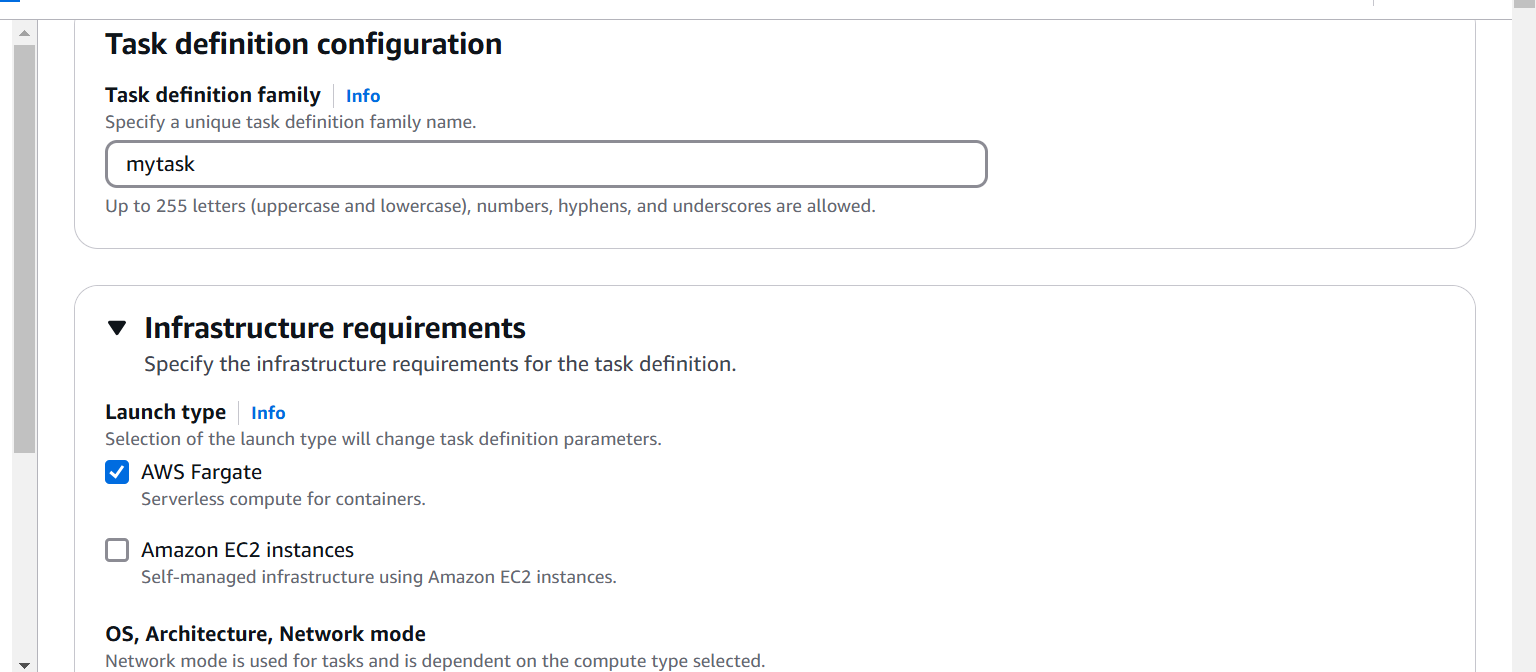 Task definition configuration
Task definition family Info
Specify a unique task definition family name.
mytask
Up to 255 letters (uppercase and lowercase), numbers, hyphens, and underscores are allowed.
Infrastructure requirements
Specify the infrastructure requirements for the task definition.
Launch type Info
Selection of the launch type will change task definition parameters.
AWS Fargate
Serverless compute for containers.
Amazon EC2 instances
Self-managed infrastructure using Amazon EC2 instances.
OS, Architecture, Network mode
Network mode is used for tasks and is dependent on the compute type selected.